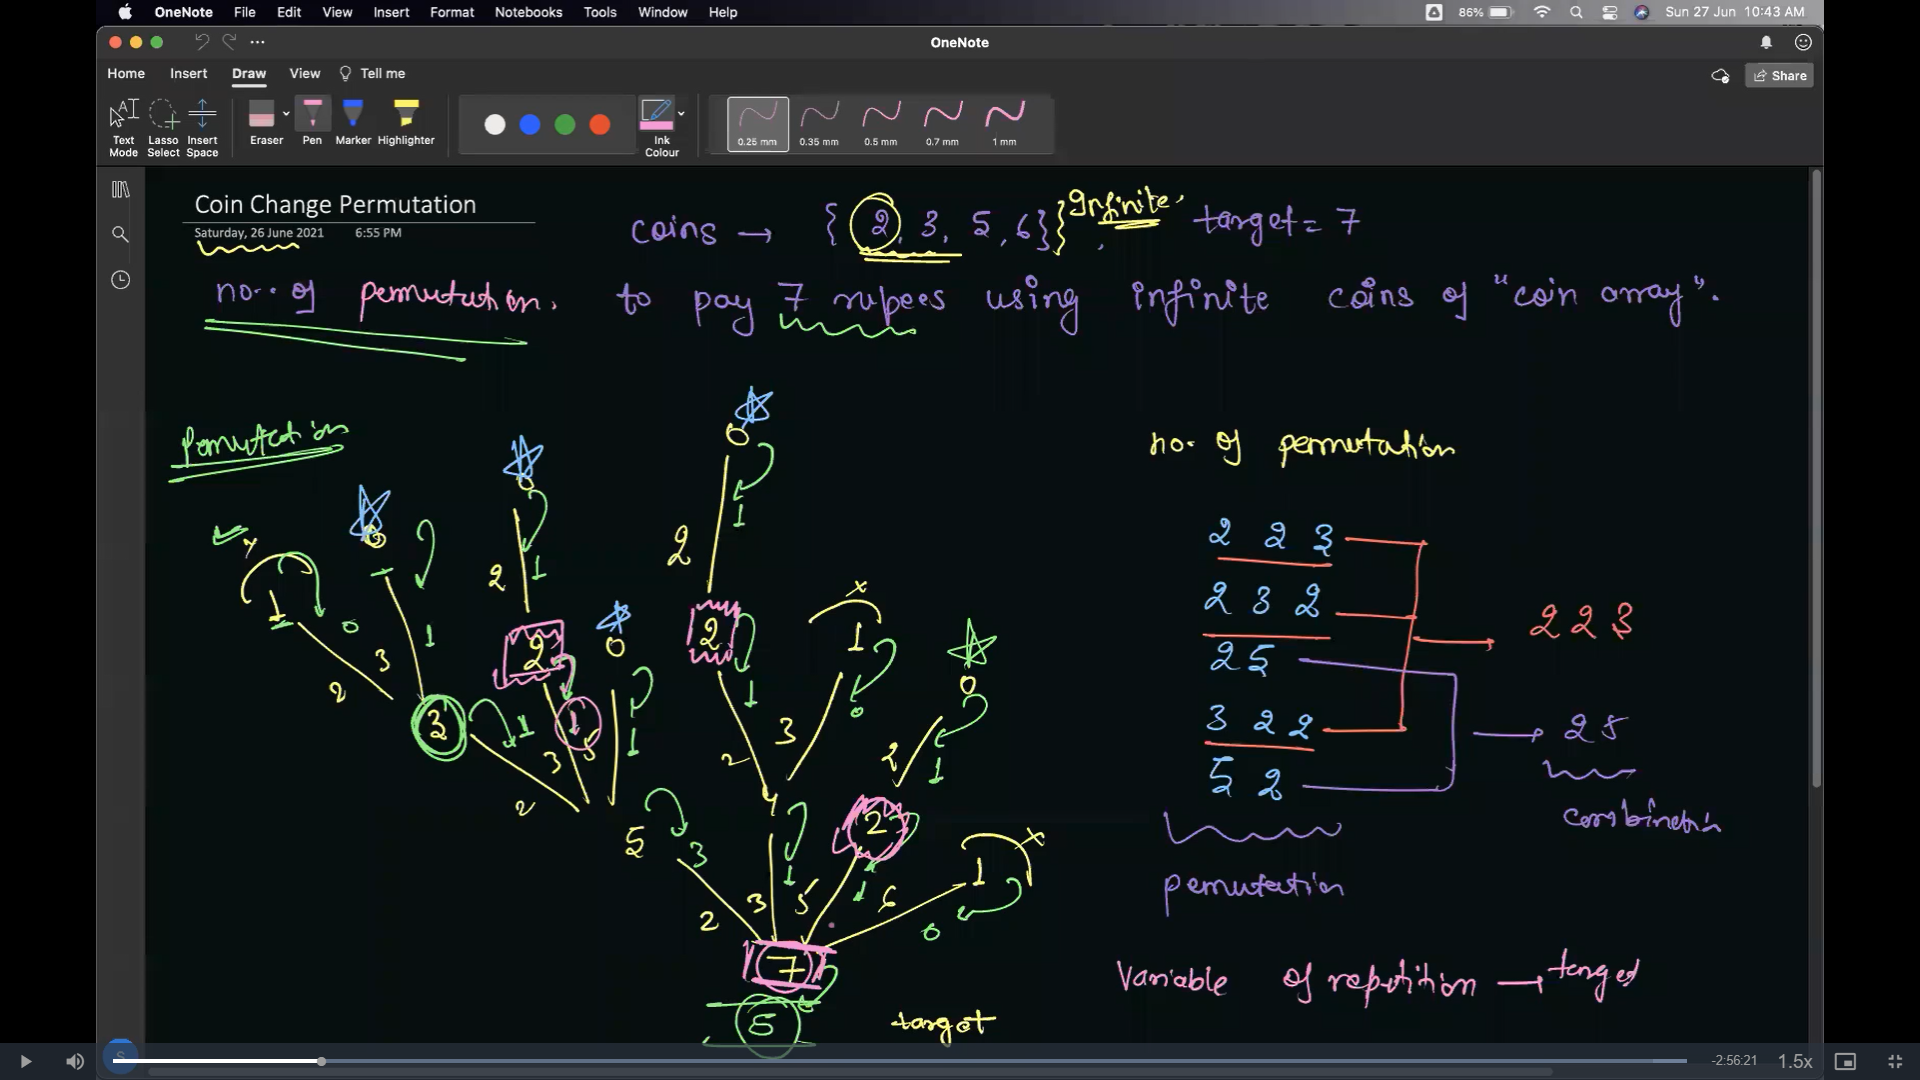 OneNote File Edit View Insert Format Notebooks Tools Window Help 86% Sun 27 Jun 10:43 AM
OneNote
Home Insert Draw View Tell me Share
Text Mode Lasso Select Insert Space Eraser Pen Marker Highlighter Ink Colour 0.25 mm 0.35 mm 0.5 mm 0.7 mm 1 mm
Coin Change Permutation
Saturday, 26 June 2021 6:55 PM
coins → { 2, 3, 5, 6 } } Infinite. target = 7
no. of permutation. to pay 7 rupees using infinite coins of "coin array".
permutation
no. of permutation
0
0 1
0 1
2 2 3
x 2 2 1
1 0 3 1 2 0 2 1 x 1 0
2 3 2
2 2 3
2 5
3 1 1 2 3 0
3 2 2
2 5
2 3 5 1 2 1
5 2
combination
5 3 4 1 2 1 1 x
2 3 5 6 0
permutation
7
Variable of repetition → target
5 target
S -2:56:21 1.5x